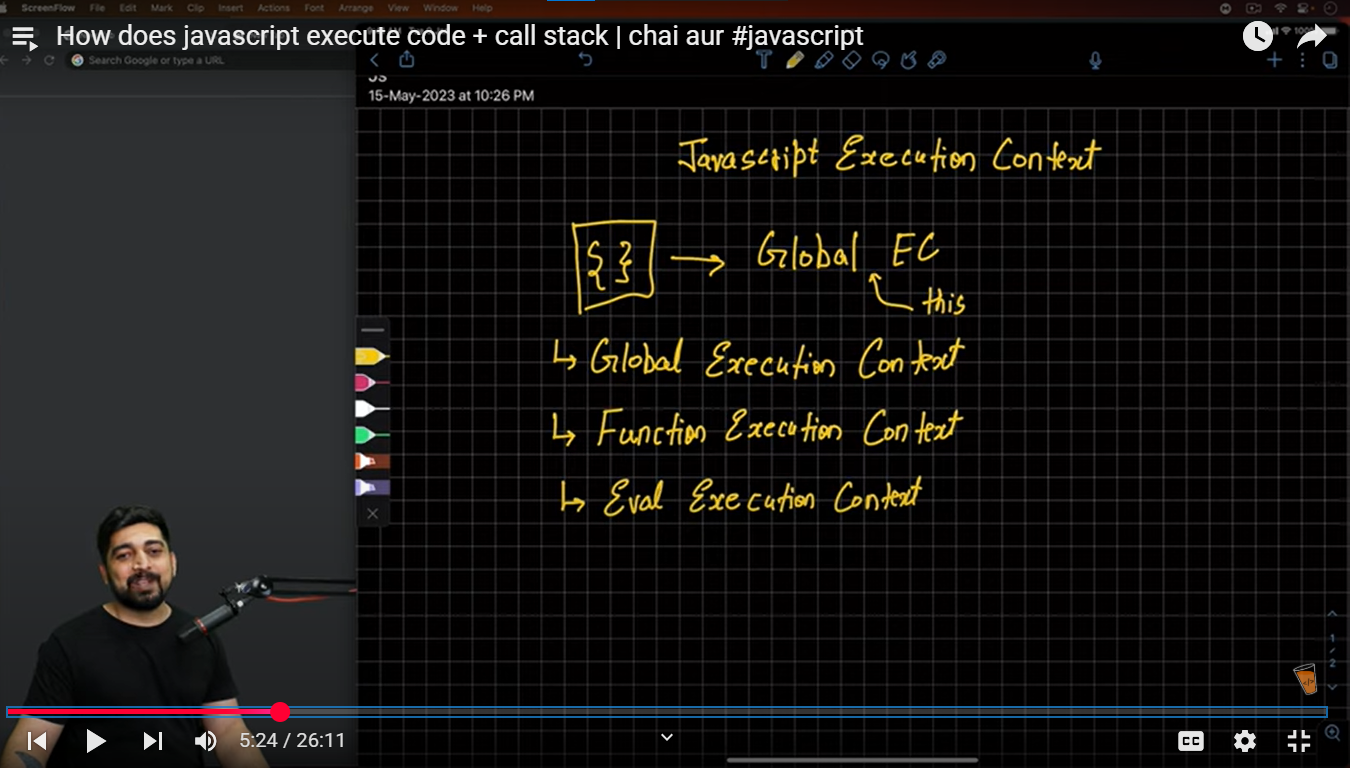 ScreenFlow File Edit Mark Clip Insert Actions Font Arrange View Window Help
How does javascript execute code + call stack | chai aur #javascript
Search Google or type a URL
JS
15-May-2023 at 10:26 PM
Javascript Execution Context
{ } → Global EC
this
↳ Global Execution Context
↳ Function Execution Context
↳ Eval Execution Context
1
/
2
</>
5:24 / 26:11
CC